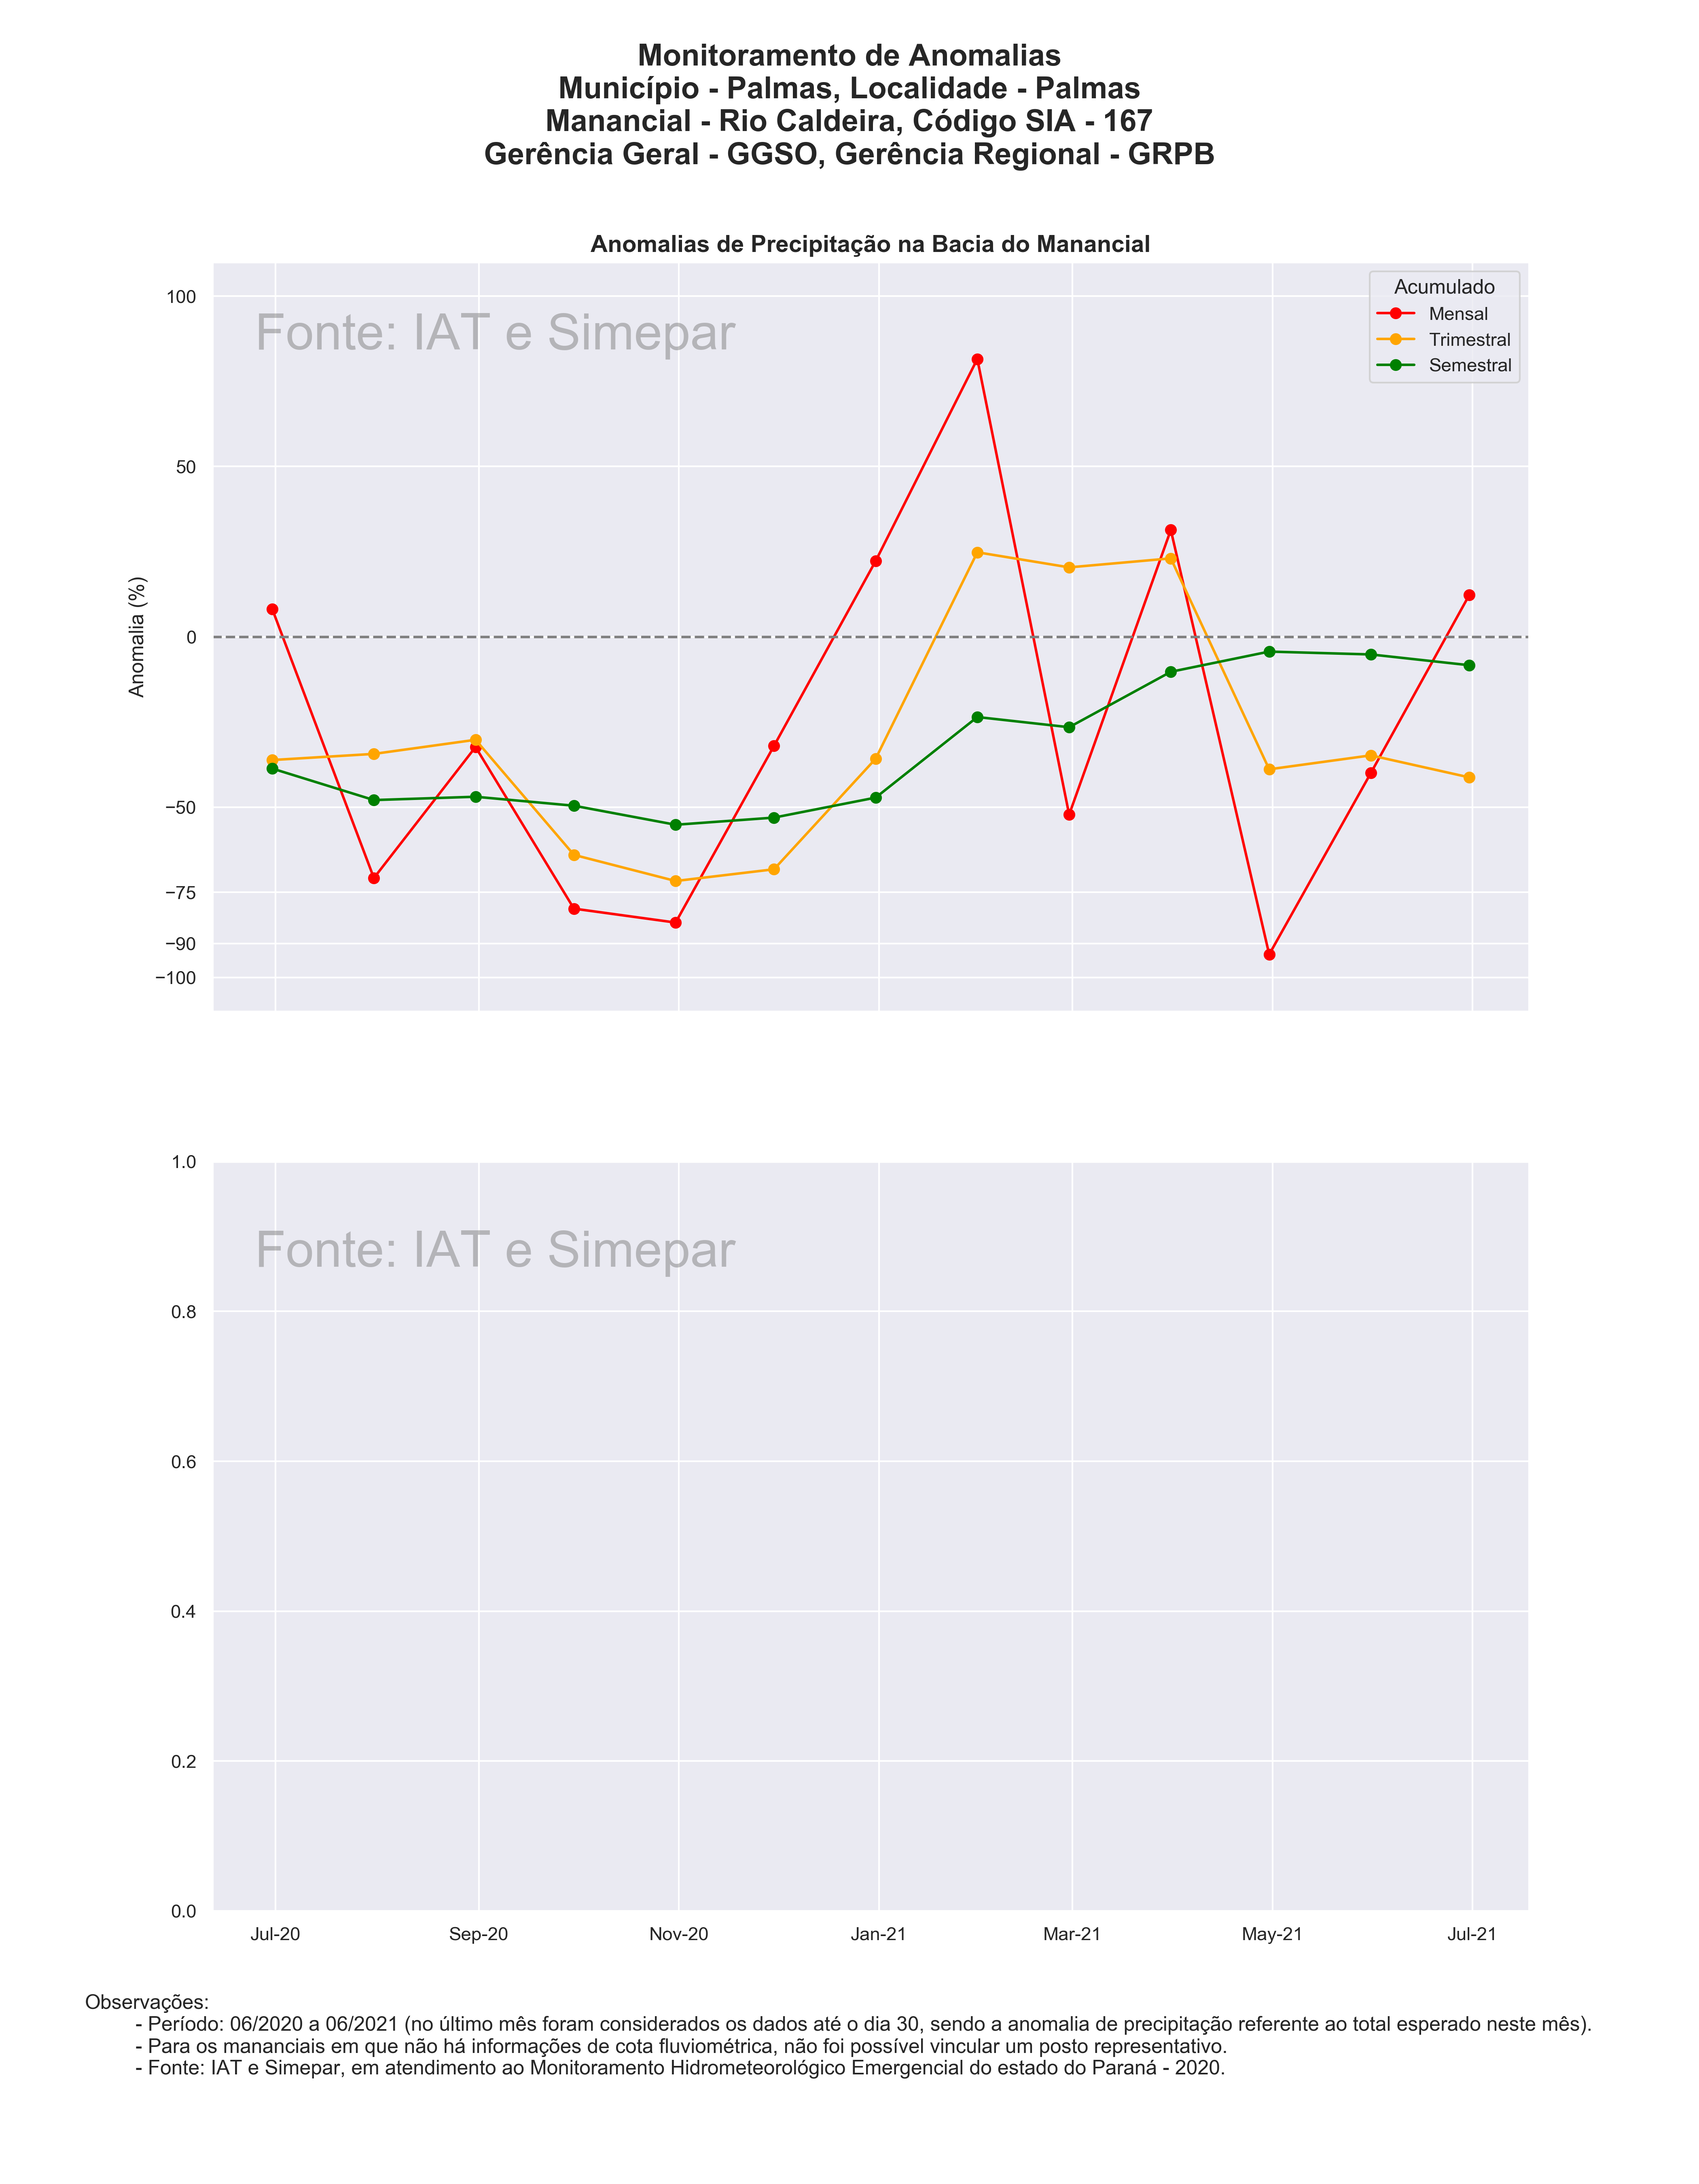 Monitoramento de Anomalias
Município - Palmas, Localidade - Palmas
Manancial - Rio Caldeira, Código SIA - 167
Gerência Geral - GGSO, Gerência Regional - GRPB
Anomalias de Precipitação na Bacia do Manancial
Fonte: IAT e Simepar
Acumulado
Mensal
Trimestral
Semestral
Anomalia (%)
100
50
0
−50
−75
−90
−100
Fonte: IAT e Simepar
1.0
0.8
0.6
0.4
0.2
0.0
Jul-20 Sep-20 Nov-20 Jan-21 Mar-21 May-21 Jul-21
Observações:
- Período: 06/2020 a 06/2021 (no último mês foram considerados os dados até o dia 30, sendo a anomalia de precipitação referente ao total esperado neste mês).
- Para os mananciais em que não há informações de cota fluviométrica, não foi possível vincular um posto representativo.
- Fonte: IAT e Simepar, em atendimento ao Monitoramento Hidrometeorológico Emergencial do estado do Paraná - 2020.